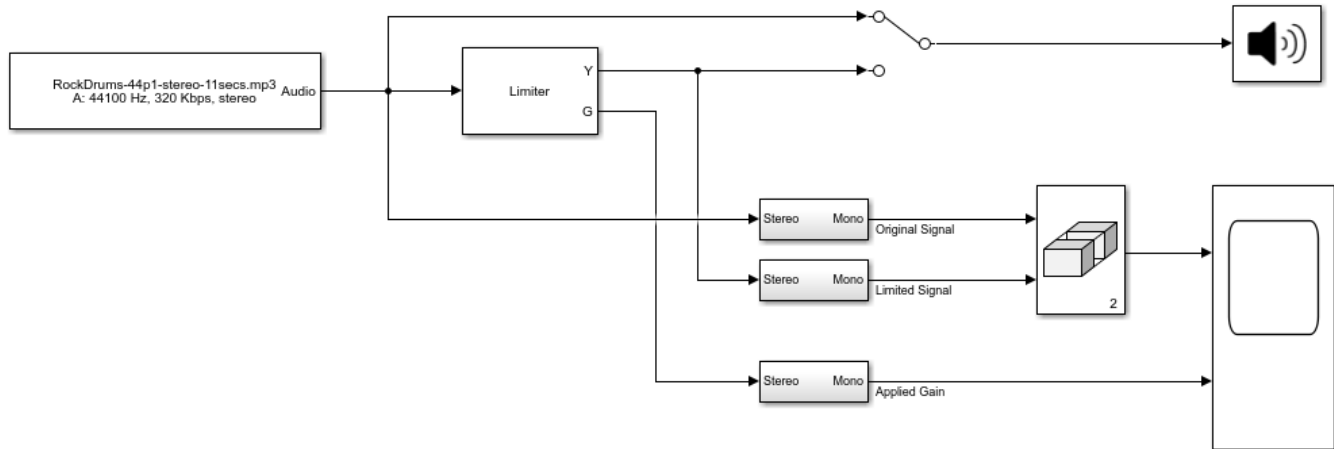 RockDrums-44p1-stereo-11secs.mp3
A: 44100 Hz, 320 Kbps, stereo
Audio
Limiter
Y
G
Stereo
Mono
Original Signal
Stereo
Mono
Limited Signal
2
Stereo
Mono
Applied Gain